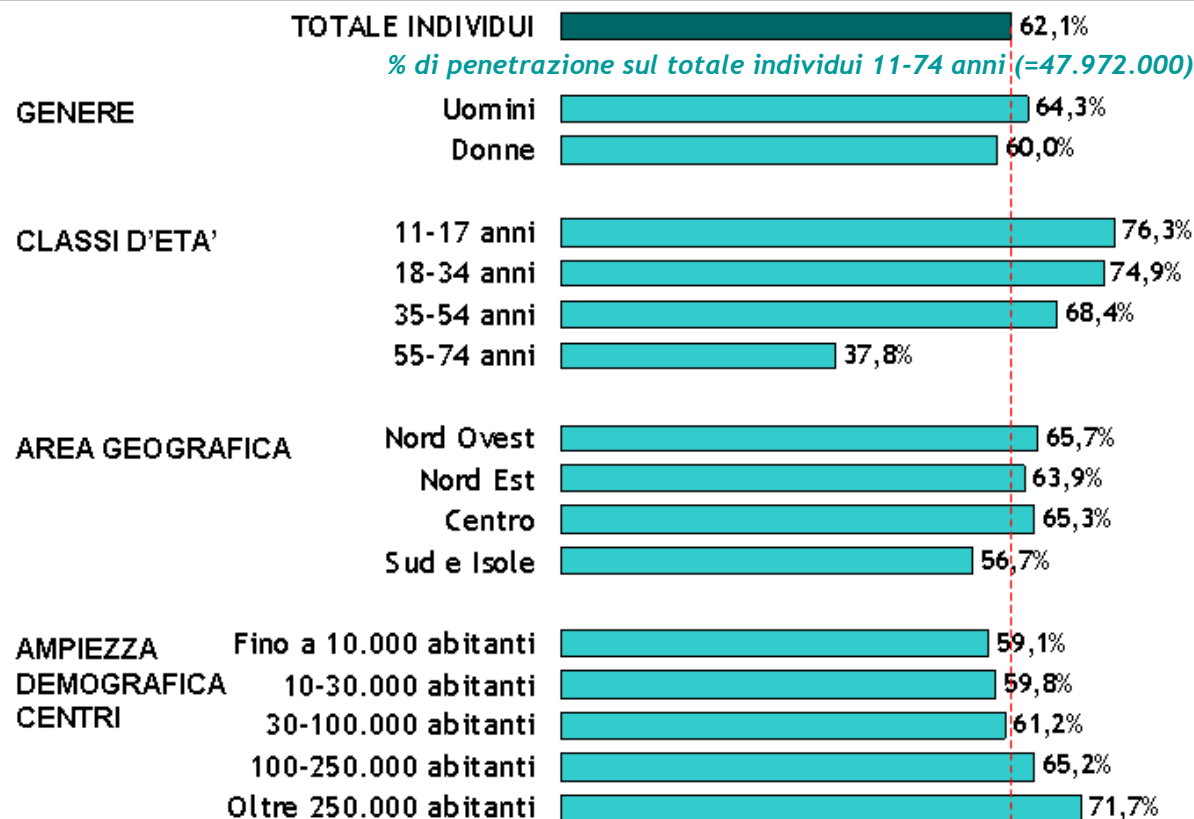 TOTALE INDIVIDUI 62,1%
% di penetrazione sul totale individui 11-74 anni (=47.972.000)
GENERE
Uomini 64,3%
Donne 60,0%
CLASSI D'ETA'
11-17 anni 76,3%
18-34 anni 74,9%
35-54 anni 68,4%
55-74 anni 37,8%
AREA GEOGRAFICA
Nord Ovest 65,7%
Nord Est 63,9%
Centro 65,3%
Sud e Isole 56,7%
AMPIEZZA
DEMOGRAFICA
CENTRI
Fino a 10.000 abitanti 59,1%
10-30.000 abitanti 59,8%
30-100.000 abitanti 61,2%
100-250.000 abitanti 65,2%
Oltre 250.000 abitanti 71,7%